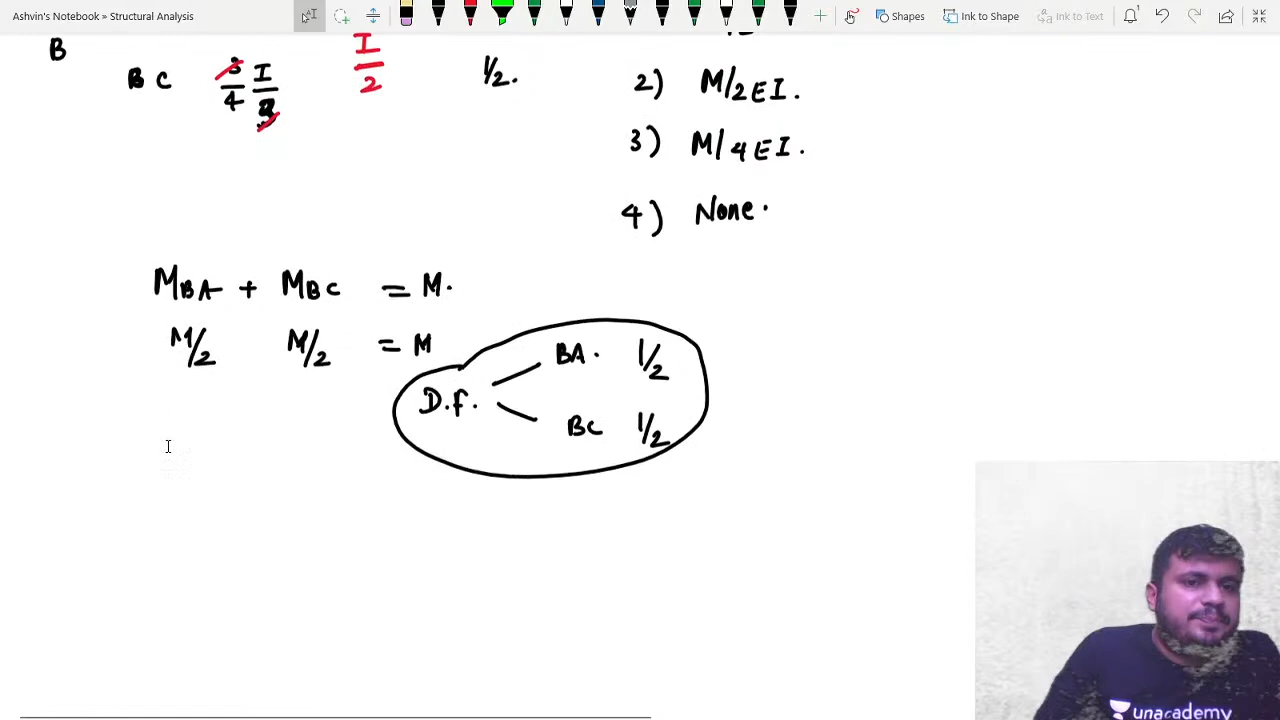 Ashvin's Notebook » Structural Analysis
Shapes
Ink to Shape
Ink to Text
B
BC 3/4 I/ I/2 1/2.
2) M/2EI.
3) M/4EI.
4) None.
MBA + MBC = M.
M/2 M/2 = M
D.F.
BA. 1/2
BC 1/2
unacademy